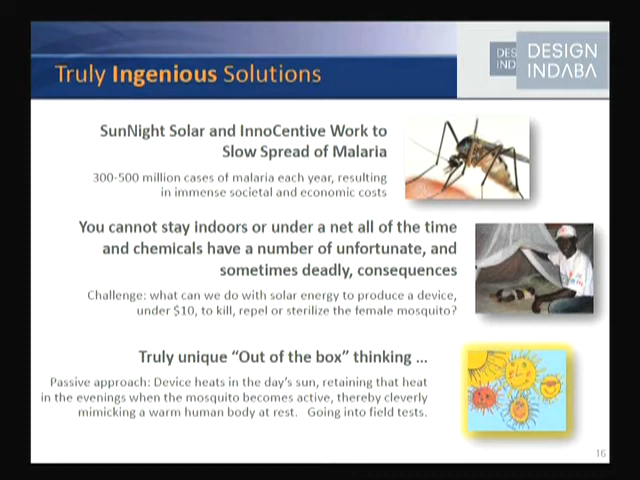 DESIGN
INDABA
Truly Ingenious Solutions
SunNight Solar and InnoCentive Work to
Slow Spread of Malaria
300-500 million cases of malaria each year, resulting
in immense societal and economic costs
You cannot stay indoors or under a net all of the time
and chemicals have a number of unfortunate, and
sometimes deadly, consequences
Challenge: what can we do with solar energy to produce a device,
under $10, to kill, repel or sterilize the female mosquito?
Truly unique “Out of the box” thinking ...
Passive approach: Device heats in the day's sun, retaining that heat
in the evenings when the mosquito becomes active, thereby cleverly
mimicking a warm human body at rest. Going into field tests.
16